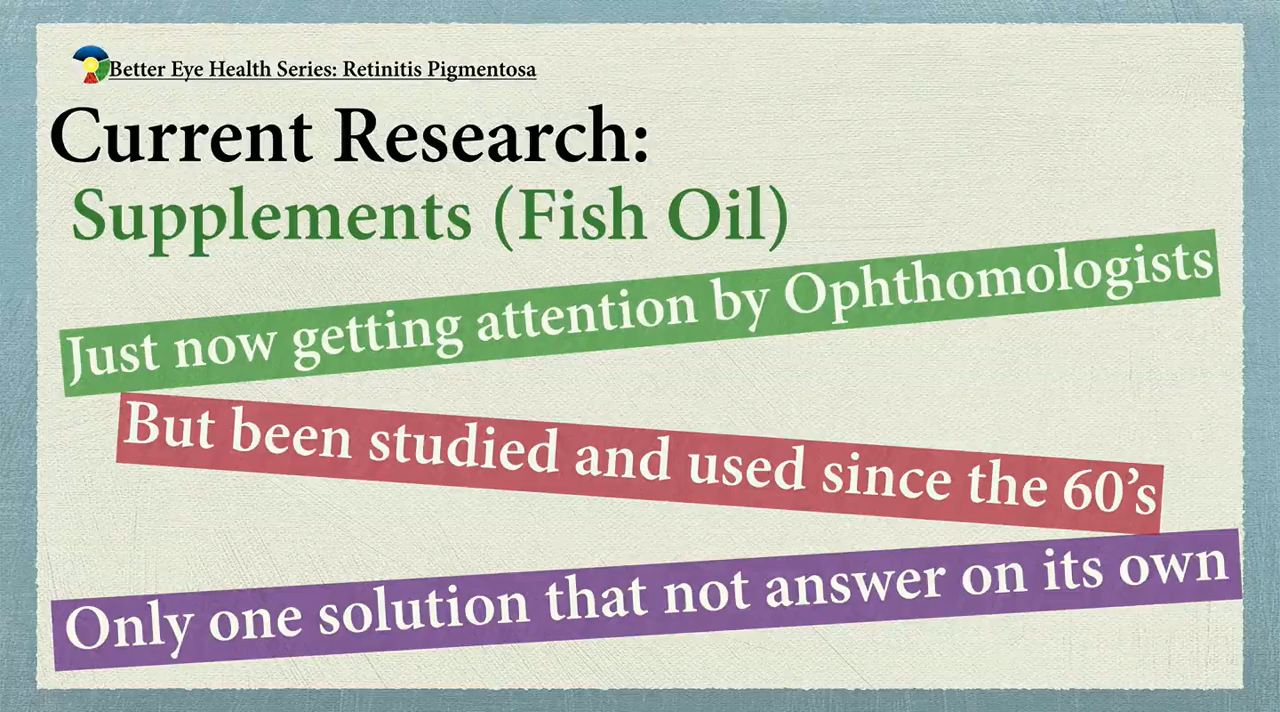 Better Eye Health Series: Retinitis Pigmentosa
Current Research:
Supplements (Fish Oil)
Just now getting attention by Ophthomologists
But been studied and used since the 60’s
Only one solution that not answer on its own